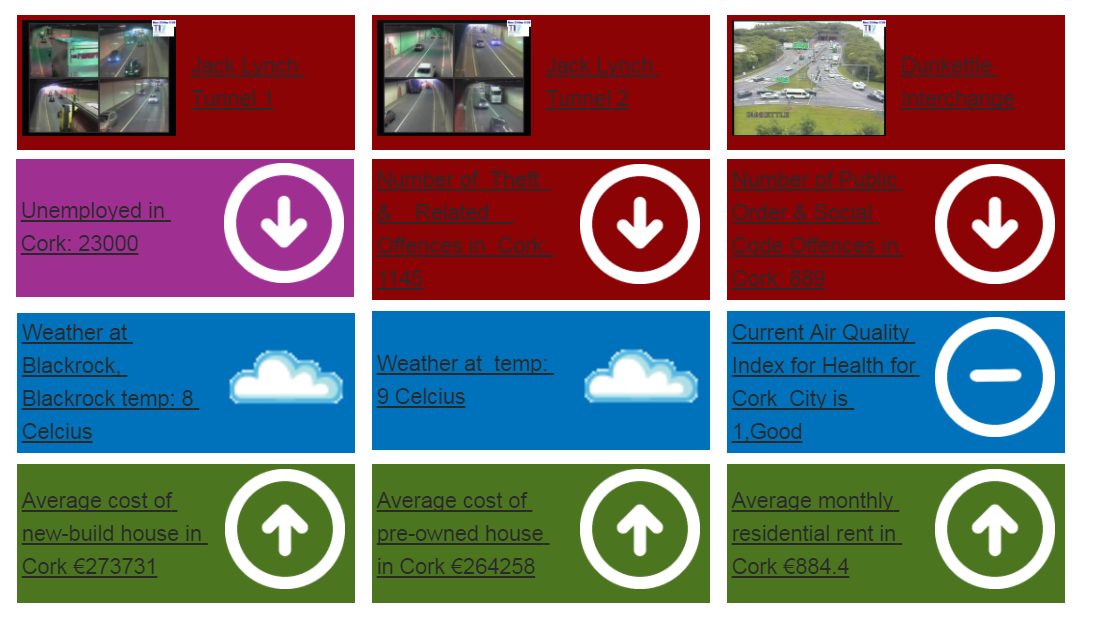 Jack Lynch
Tunnel 1
Jack Lynch
Tunnel 2
Dunkettle
Interchange
Unemployed in
Cork: 23000
Number of Theft
& Related
Offences in Cork:
1145
Number of Public
Order & Social
Code Offences in
Cork: 889
Weather at
Blackrock,
Blackrock temp: 8
Celcius
Weather at temp:
9 Celcius
Current Air Quality
Index for Health for
Cork City is
1,Good
Average cost of
new-build house in
Cork €273731
Average cost of
pre-owned house
in Cork €264258
Average monthly
residential rent in
Cork €884.4